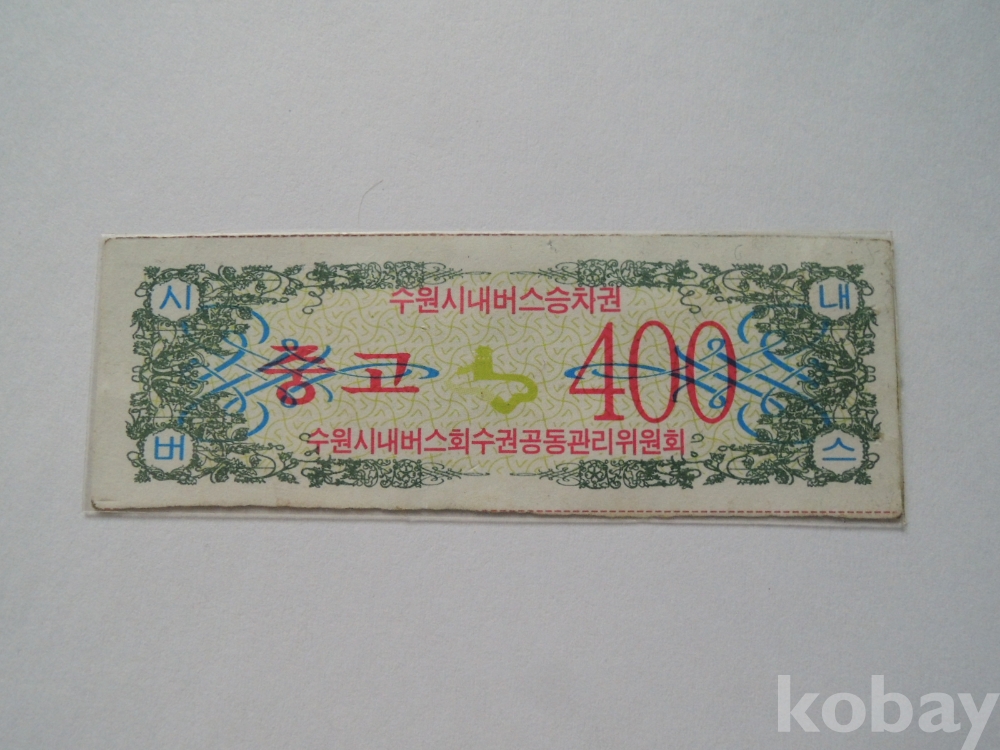 수원시내버스승차권
시 내
중고 400
버 스
수원시내버스회수권공동관리위원회
kobay